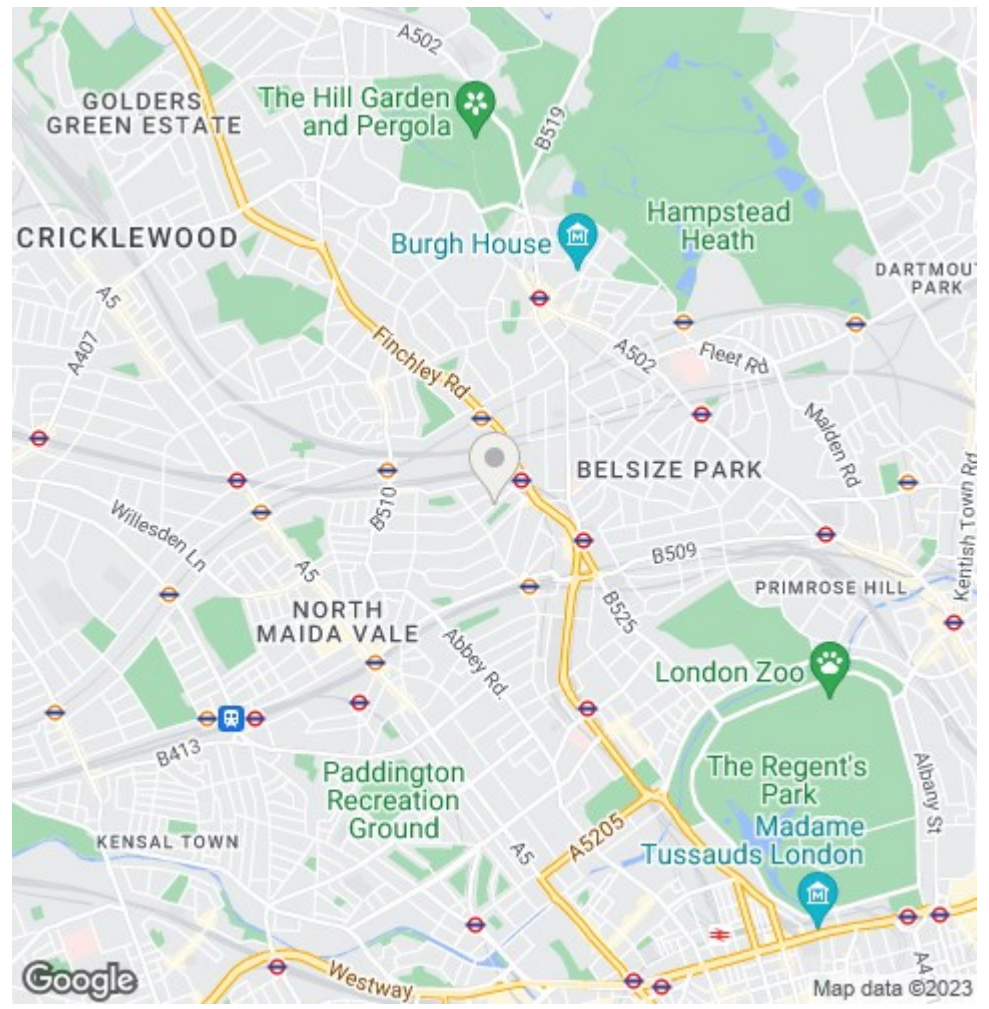 A502
GOLDERS
GREEN ESTATE
The Hill Garden
and Pergola
B519
Hampstead
Heath
CRICKLEWOOD
Burgh House
DARTMOU
PARK
A5
A407
Finchley Rd
A502
Fleet Rd
Malden Rd
BELSIZE PARK
B510
Willesden Ln
Kentish Town Rd
A5
B509
PRIMROSE HILL
NORTH
MAIDA VALE
B525
Abbey Rd.
London Zoo
B413
Paddington
Recreation
Ground
The Regent's
Park
Albany St
Madame
Tussauds London
KENSAL TOWN
A5
A5205
Westway
A4
Google
Map data ©2023